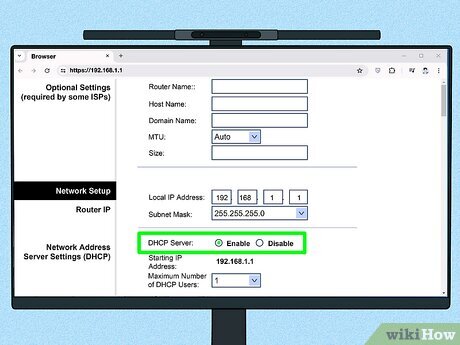 Browser
https://192.168.1.1
Optional Settings
(required by some ISPs)
Router Name::
Host Name:
Domain Name:
MTU: Auto
Size:
Network Setup
Router IP
Local IP Address: 192. 168. 1. 1
Subnet Mask: 255.255.255.0
Network Address
Server Settings (DHCP)
DHCP Server: Enable Disable
Starting IP
Address: 192.168.1.1
Maximum Number
of DHCP Users: 1
wikiHow